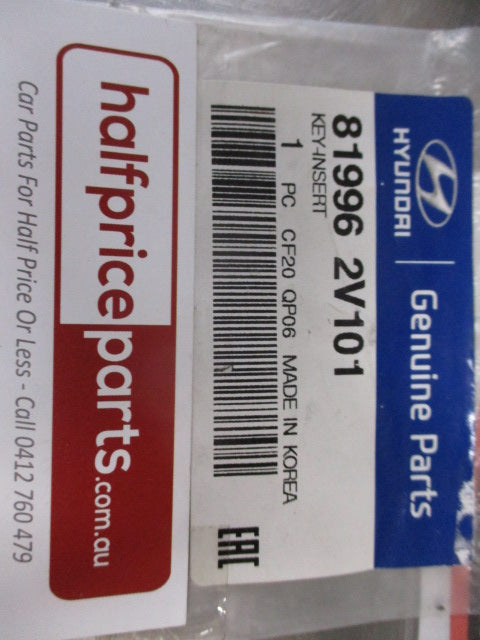 HYUNDAI | Genuine Parts
81996 2V101
KEY-INSERT
1 PC CF20 QP06 MADE IN KOREA
EAC
halfpriceparts.com.au
Car Parts For Half Price Or Less - Call 0412 760 479